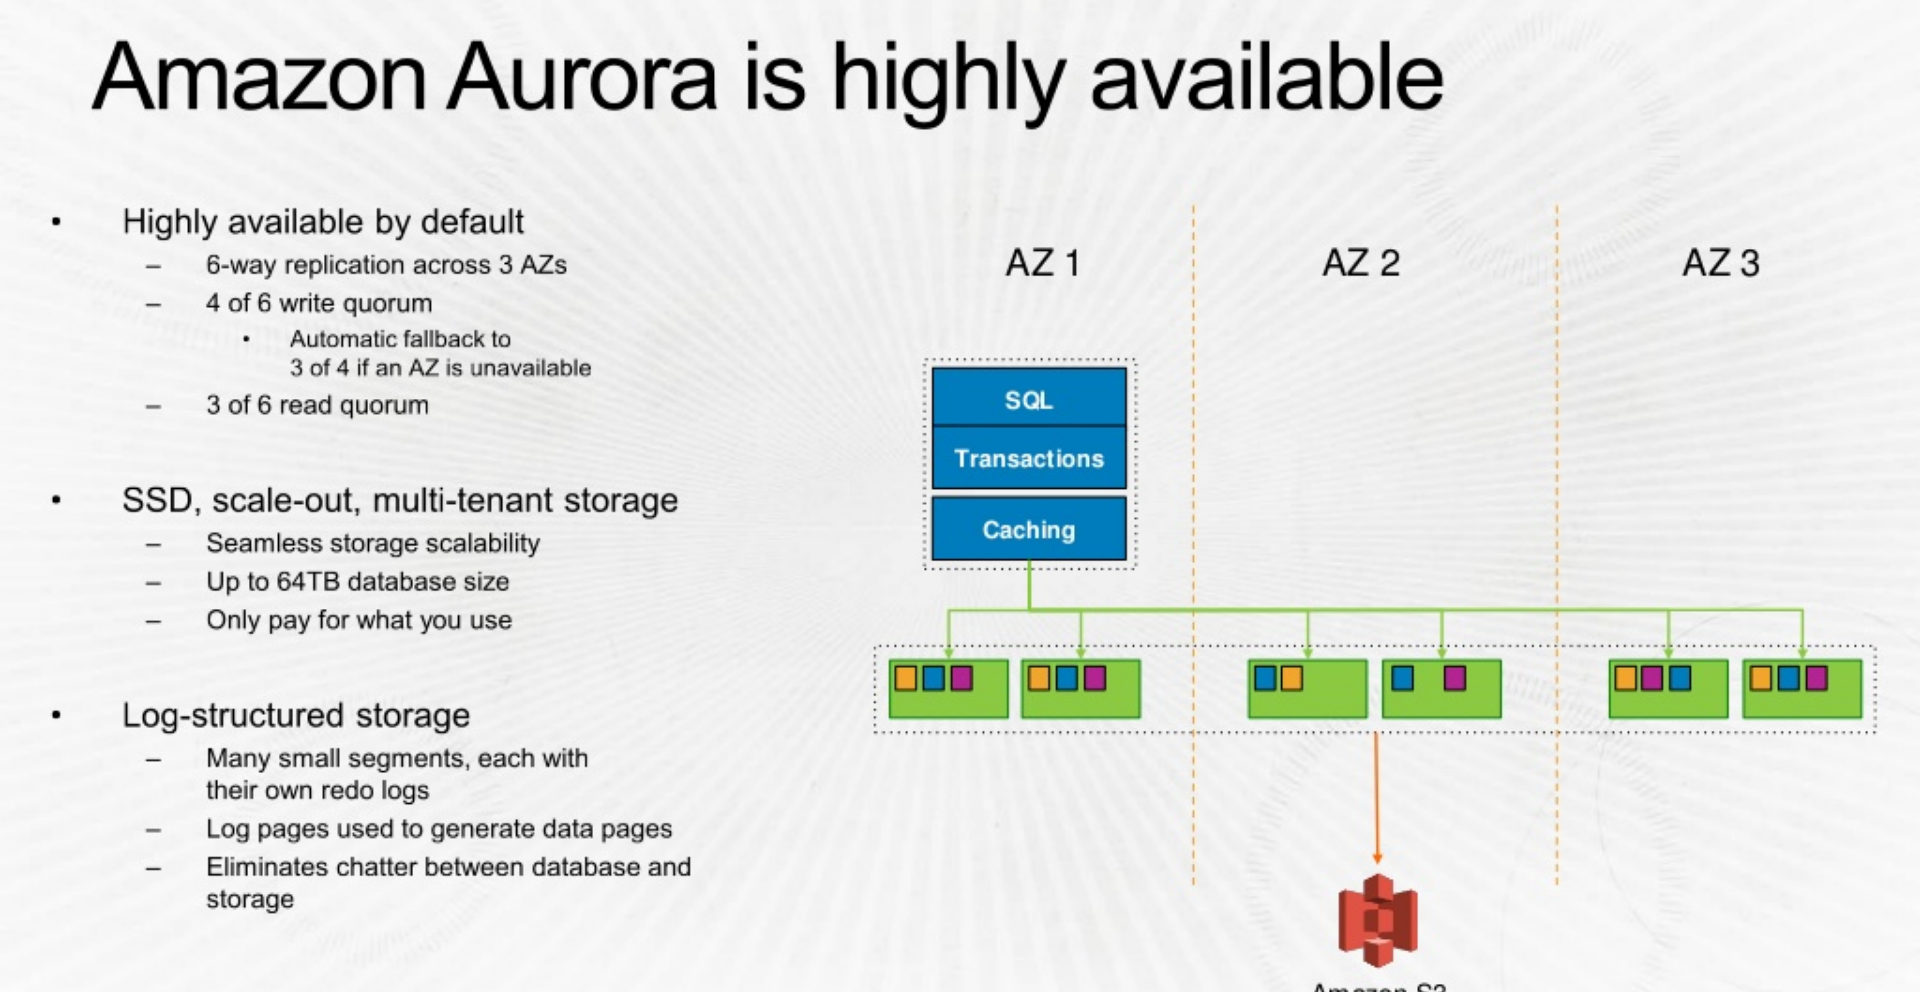 Amazon Aurora is highly available
• Highly available by default
– 6-way replication across 3 AZs
– 4 of 6 write quorum
• Automatic fallback to
3 of 4 if an AZ is unavailable
– 3 of 6 read quorum
• SSD, scale-out, multi-tenant storage
– Seamless storage scalability
– Up to 64TB database size
– Only pay for what you use
• Log-structured storage
– Many small segments, each with
their own redo logs
– Log pages used to generate data pages
– Eliminates chatter between database and
storage
AZ 1
AZ 2
AZ 3
SQL
Transactions
Caching
Amazon S3